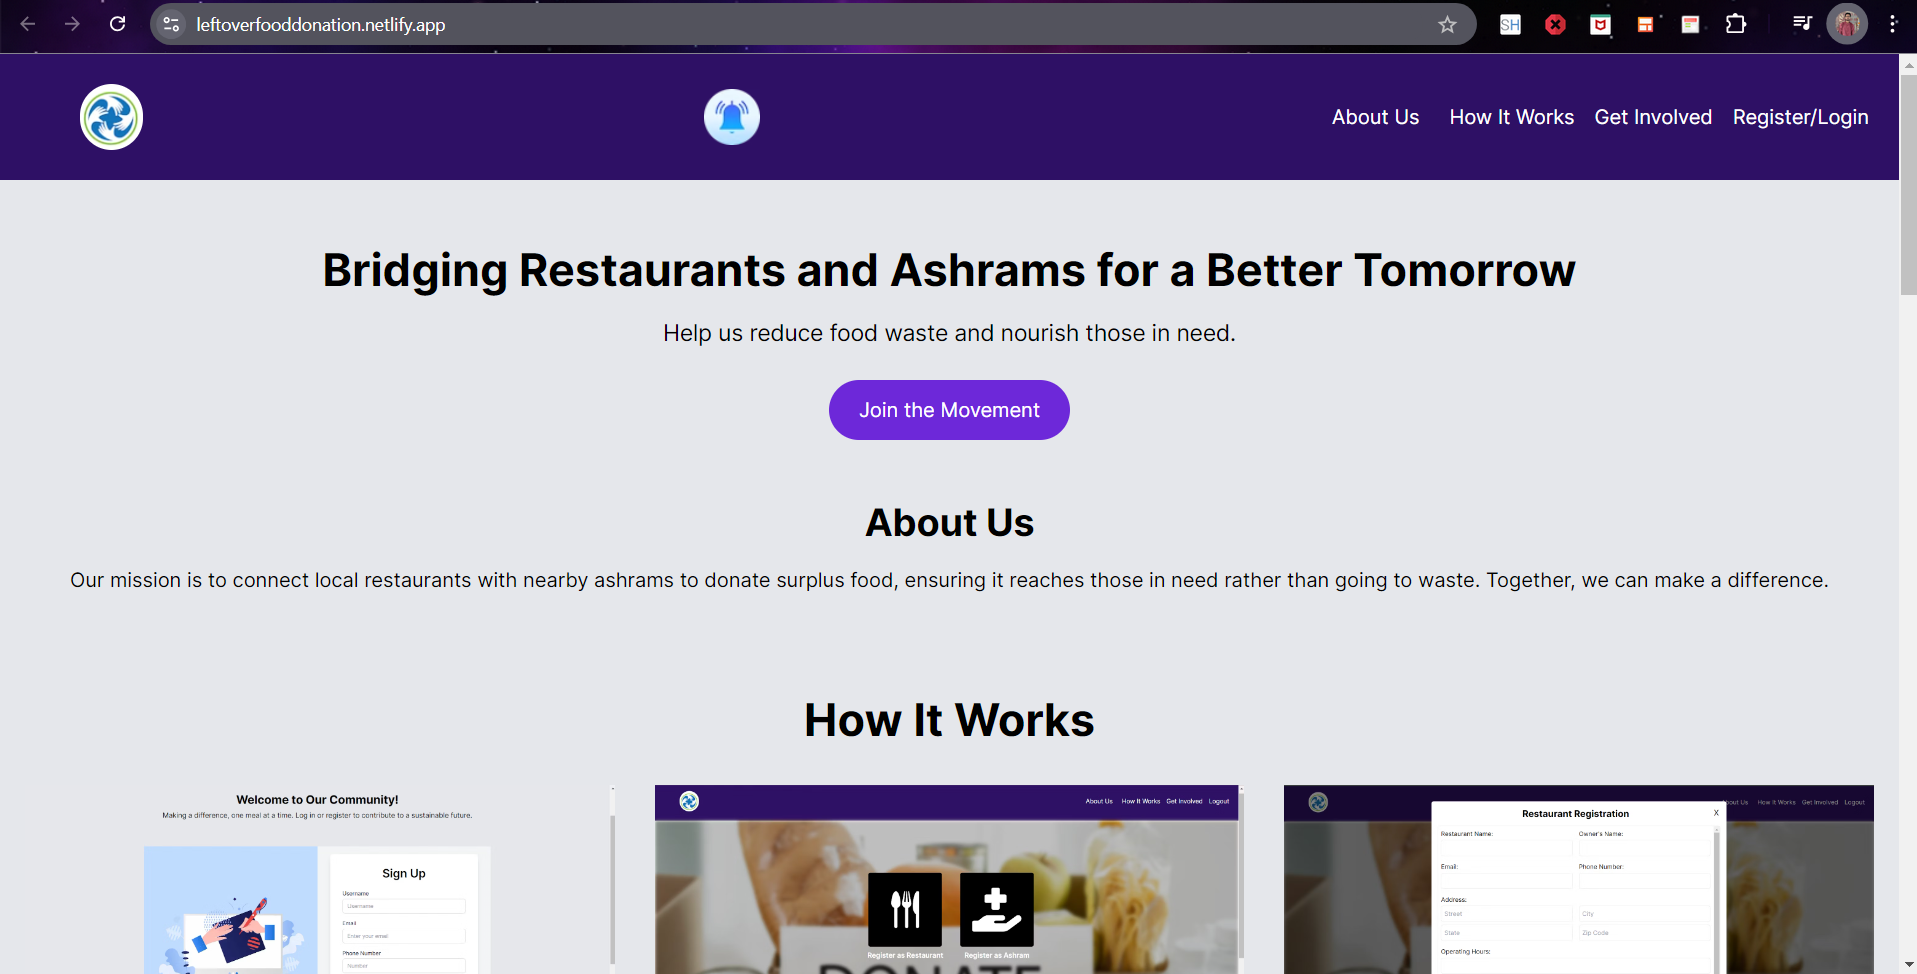 leftoverfooddonation.netlify.app
SH
About Us How It Works Get Involved Register/Login
Bridging Restaurants and Ashrams for a Better Tomorrow
Help us reduce food waste and nourish those in need.
Join the Movement
About Us
Our mission is to connect local restaurants with nearby ashrams to donate surplus food, ensuring it reaches those in need rather than going to waste. Together, we can make a difference.
How It Works
Welcome to Our Community!
Making a difference, one meal at a time. Log in or register to contribute to a sustainable future.
Sign Up
Username
Username
Email
Enter your email
Phone Number
Number
About Us How It Works Get Involved Logout
Register as Restaurant Register as Ashram
DONATE
out Us How It Works Get Involved Logout
Restaurant Registration X
Restaurant Name: Owner's Name:
Email: Phone Number:
Address:
Street City
State Zip Code
Operating Hours: